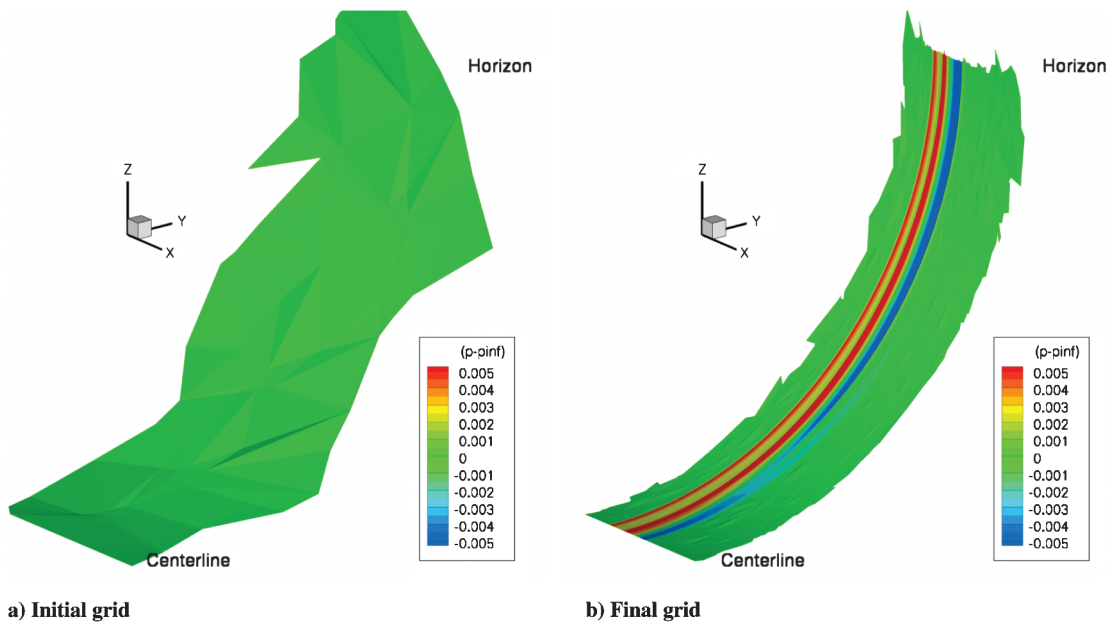 Horizon
Z
Y
X
(p-pinf)
0.005
0.004
0.003
0.002
0.001
0
-0.001
-0.002
-0.003
-0.004
-0.005
Centerline
a) Initial grid
Horizon
Z
Y
X
(p-pinf)
0.005
0.004
0.003
0.002
0.001
0
-0.001
-0.002
-0.003
-0.004
-0.005
Centerline
b) Final grid